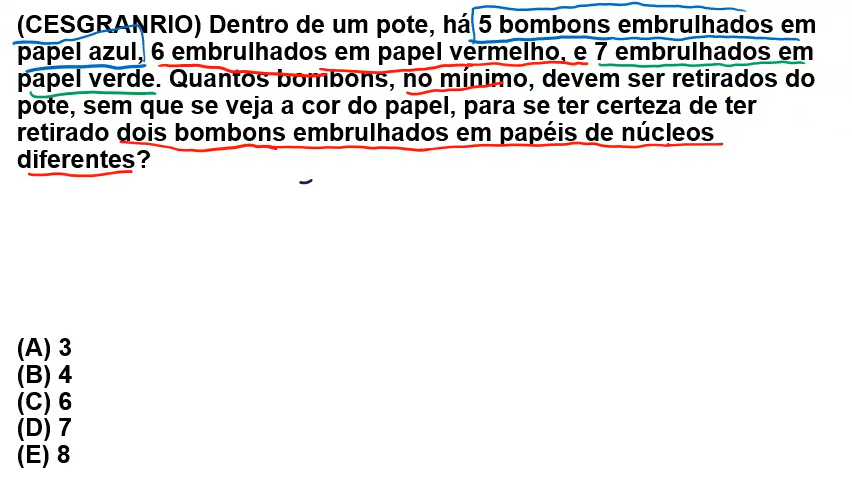 (CESGRANRIO) Dentro de um pote, há 5 bombons embrulhados em
papel azul, 6 embrulhados em papel vermelho, e 7 embrulhados em
papel verde. Quantos bombons, no mínimo, devem ser retirados do
pote, sem que se veja a cor do papel, para se ter certeza de ter
retirado dois bombons embrulhados em papéis de núcleos
diferentes?
(A) 3
(B) 4
(C) 6
(D) 7
(E) 8